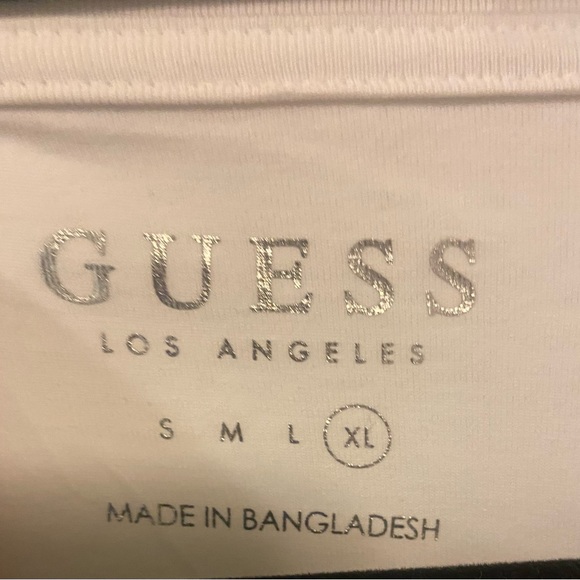 GUESS
LOS ANGELES
S M L XL
MADE IN BANGLADESH